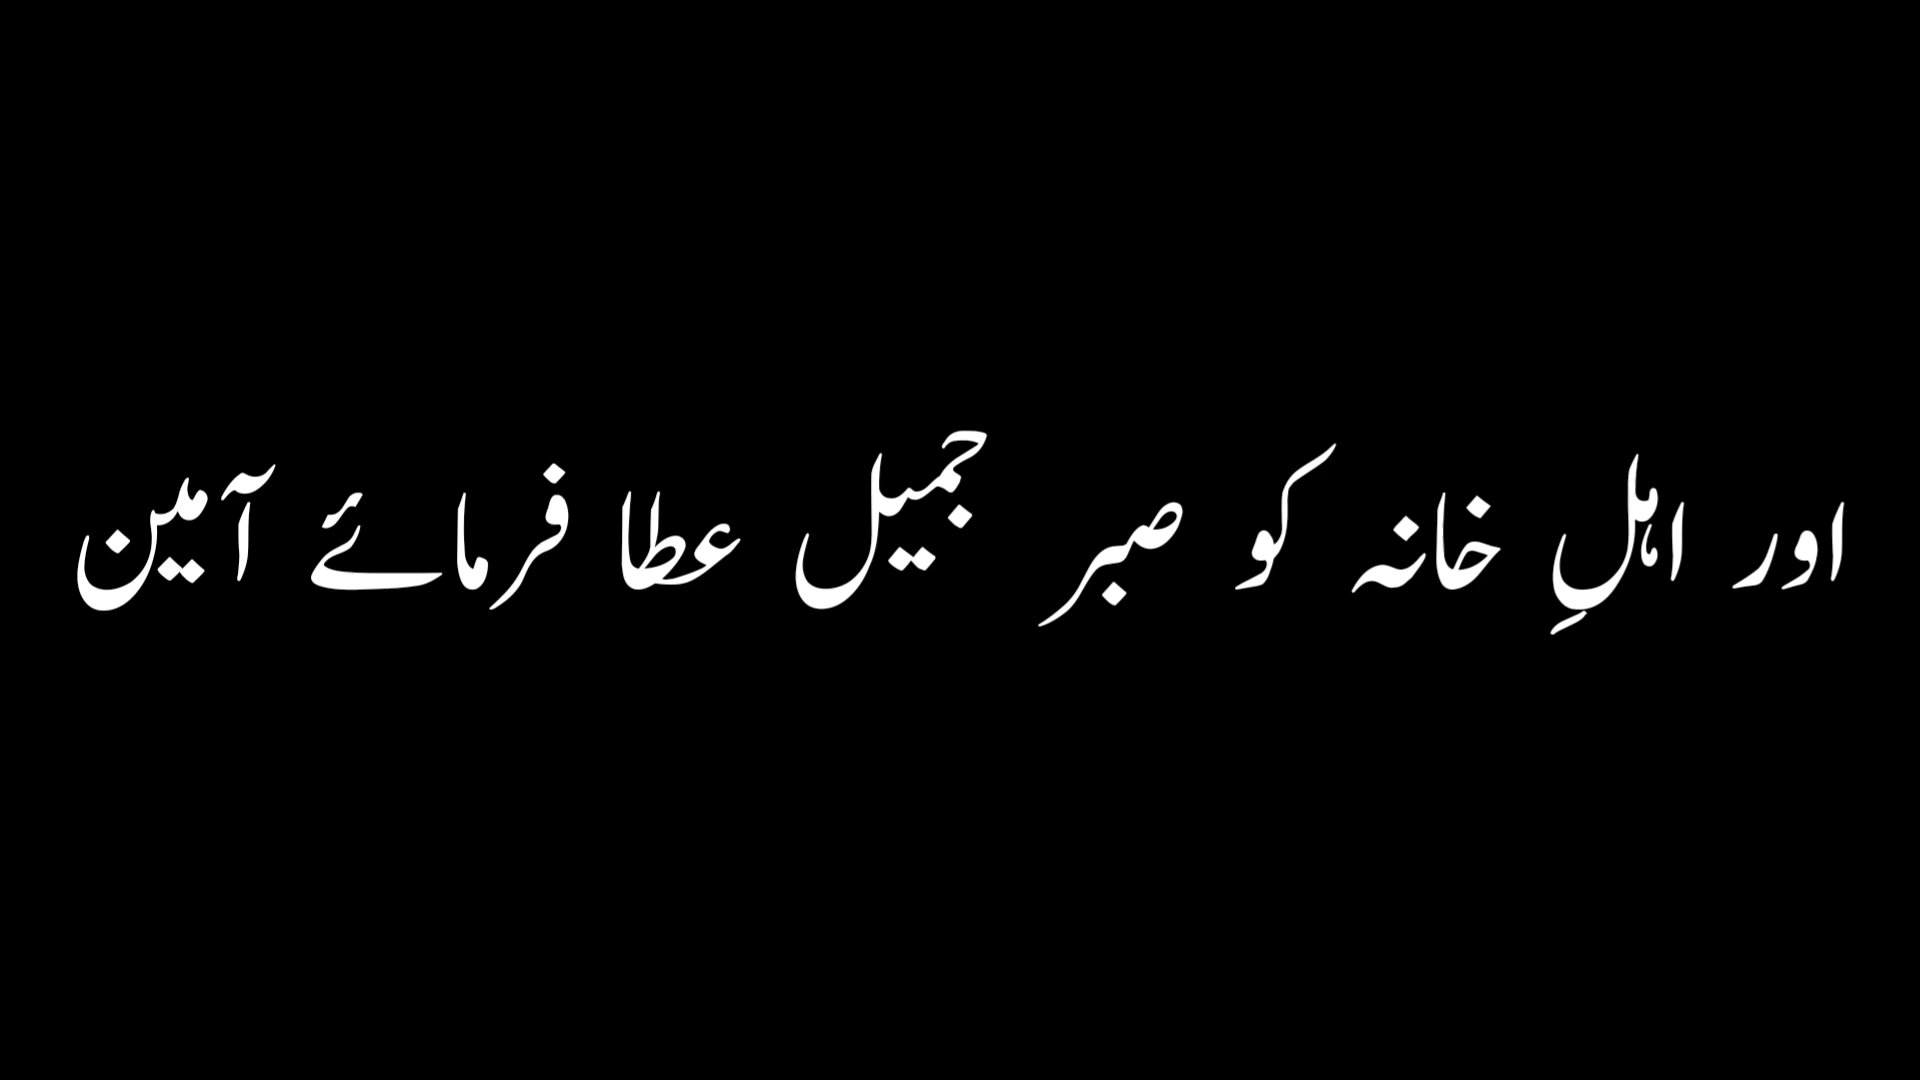 اور اہلِ خانہ کو صبر جمیل عطا فرمائے آمین